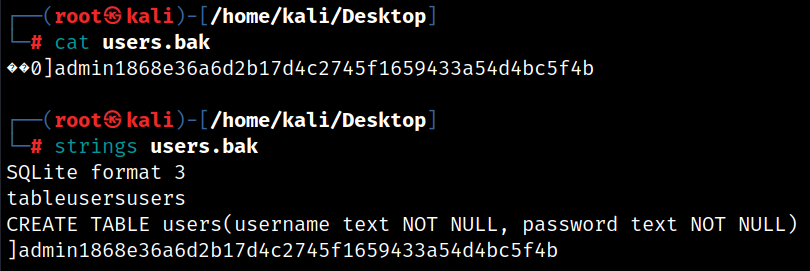 ┌──(root㉿kali)-[/home/kali/Desktop]
└─# cat users.bak
��0]admin1868e36a6d2b17d4c2745f1659433a54d4bc5f4b
┌──(root㉿kali)-[/home/kali/Desktop]
└─# strings users.bak
SQLite format 3
tableusersusers
CREATE TABLE users(username text NOT NULL, password text NOT NULL)
]admin1868e36a6d2b17d4c2745f1659433a54d4bc5f4b